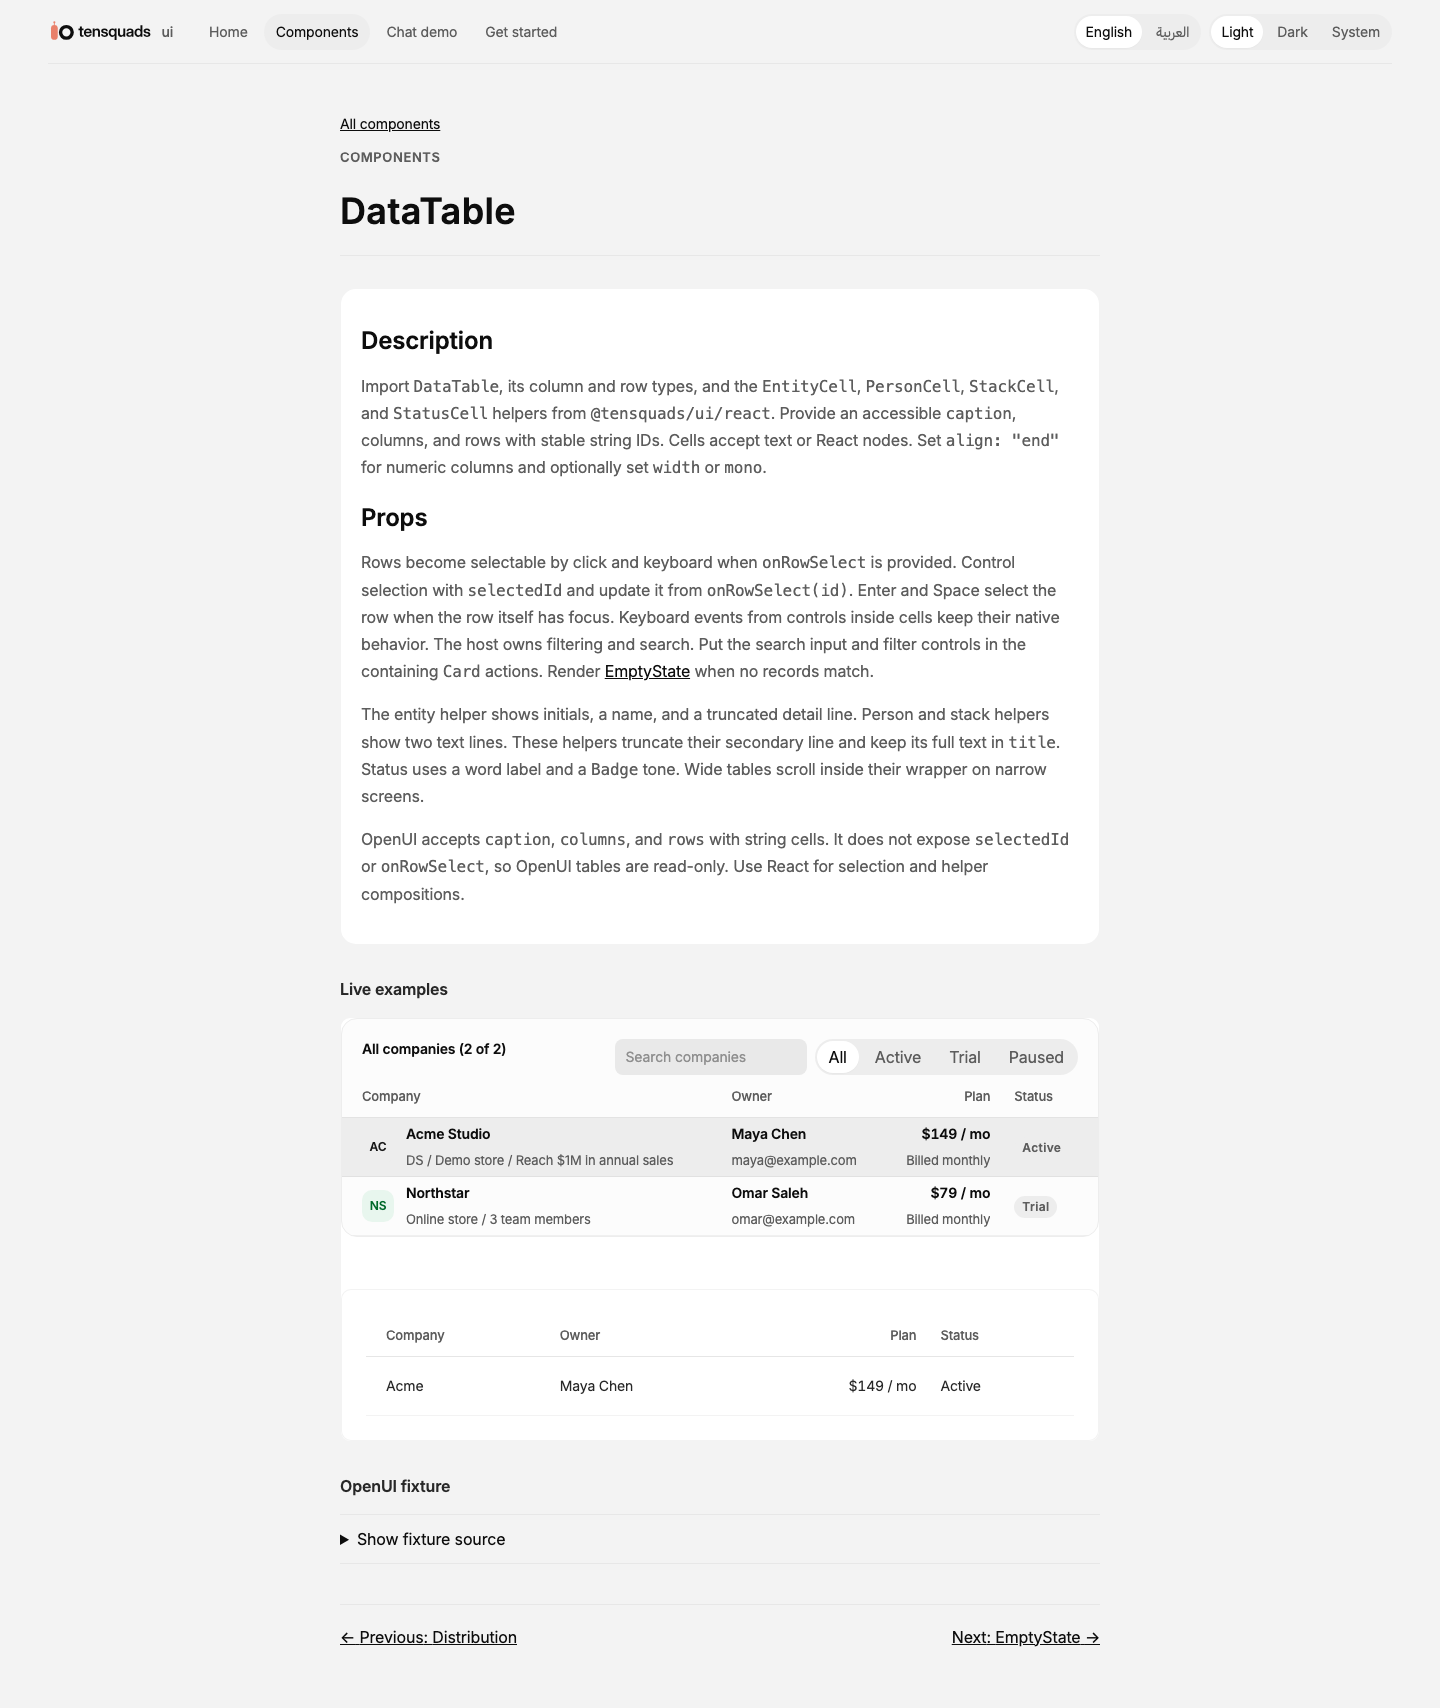 tensquads ui Home Components Chat demo Get started English العربية Light Dark System
All components
COMPONENTS
DataTable
Description
Import DataTable, its column and row types, and the EntityCell, PersonCell, StackCell,
and StatusCell helpers from @tensquads/ui/react. Provide an accessible caption,
columns, and rows with stable string IDs. Cells accept text or React nodes. Set align: "end"
for numeric columns and optionally set width or mono.
Props
Rows become selectable by click and keyboard when onRowSelect is provided. Control
selection with selectedId and update it from onRowSelect(id). Enter and Space select the
row when the row itself has focus. Keyboard events from controls inside cells keep their native
behavior. The host owns filtering and search. Put the search input and filter controls in the
containing Card actions. Render EmptyState when no records match.
The entity helper shows initials, a name, and a truncated detail line. Person and stack helpers
show two text lines. These helpers truncate their secondary line and keep its full text in title.
Status uses a word label and a Badge tone. Wide tables scroll inside their wrapper on narrow
screens.
OpenUI accepts caption, columns, and rows with string cells. It does not expose selectedId
or onRowSelect, so OpenUI tables are read-only. Use React for selection and helper
compositions.
Live examples
All companies (2 of 2) Search companies All Active Trial Paused
Company Owner Plan Status
AC Acme Studio Maya Chen $149 / mo Active
DS / Demo store / Reach $1M in annual sales maya@example.com Billed monthly
NS Northstar Omar Saleh $79 / mo Trial
Online store / 3 team members omar@example.com Billed monthly
Company Owner Plan Status
Acme Maya Chen $149 / mo Active
OpenUI fixture
▶ Show fixture source
← Previous: Distribution Next: EmptyState →